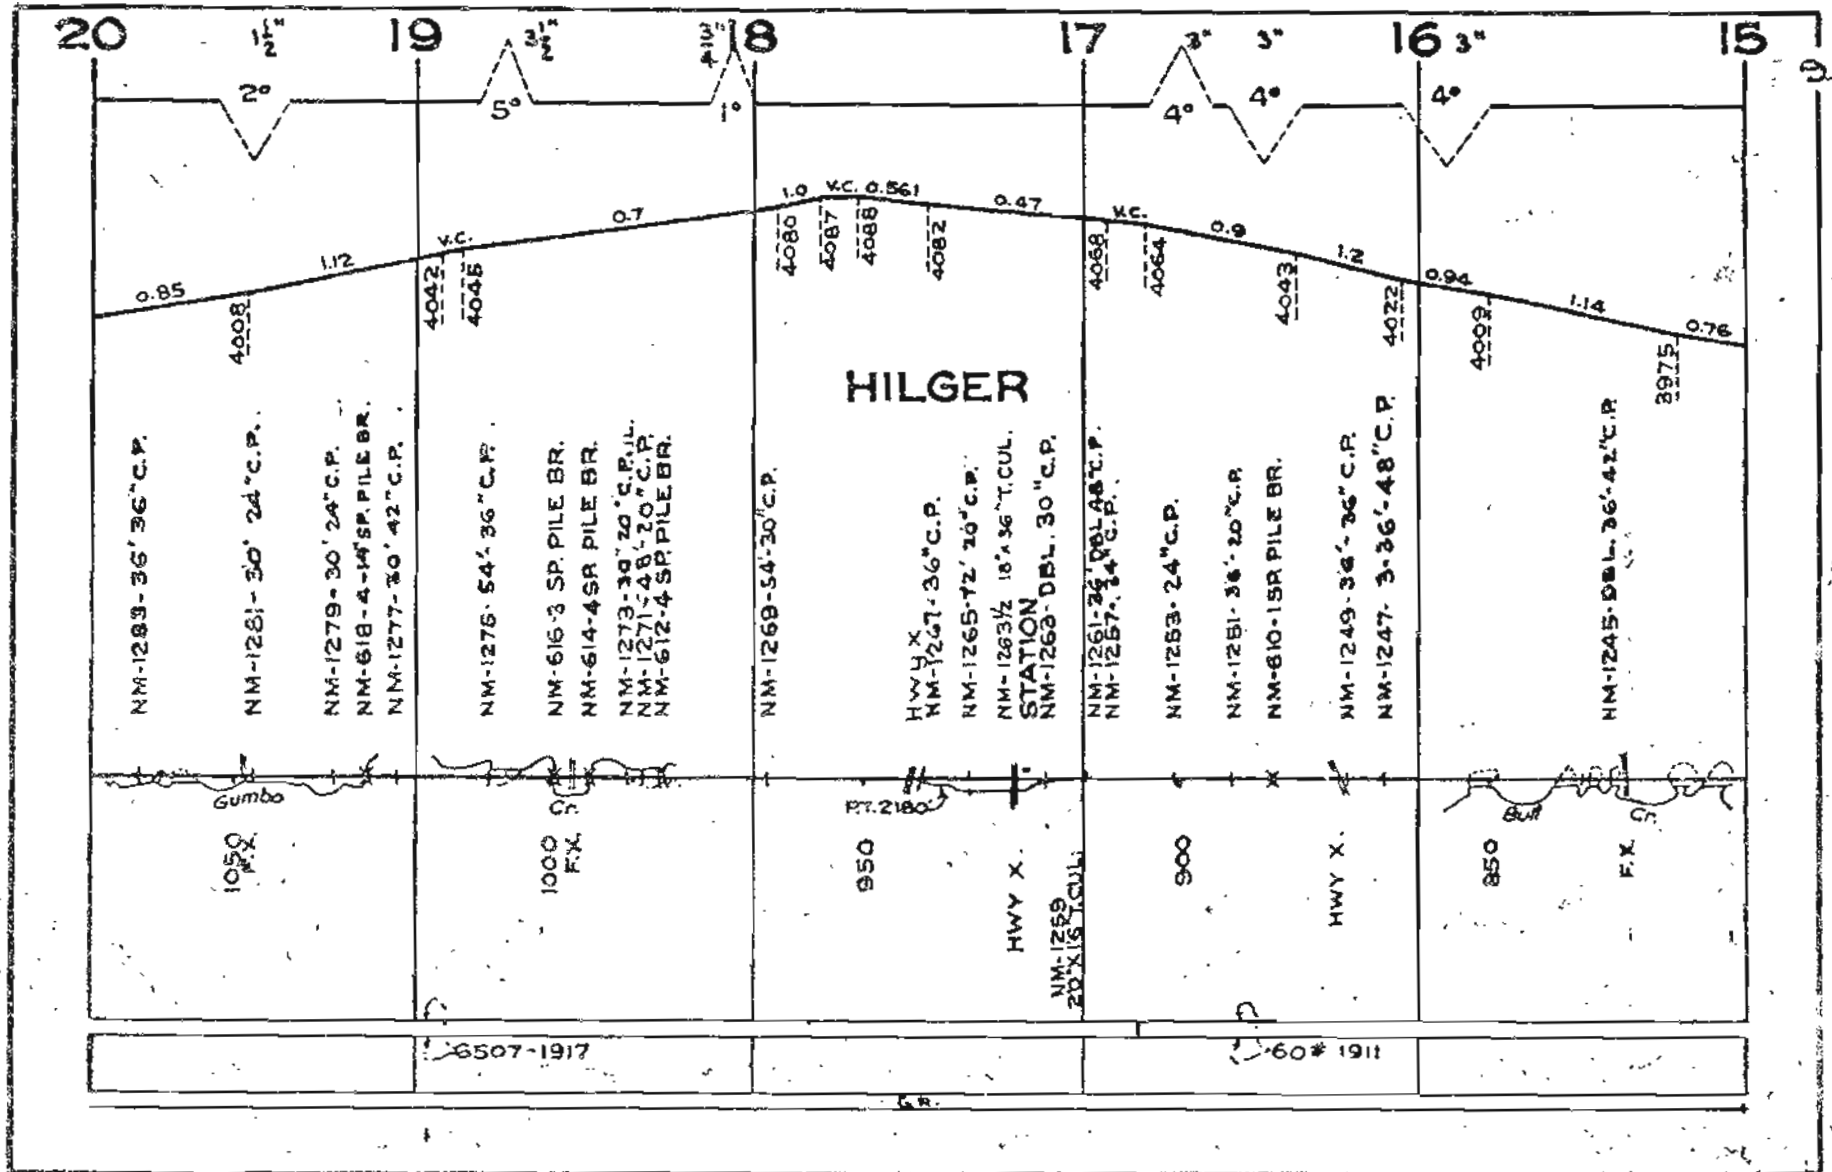 20 19 18 17 16 15
1½" 3½" 3" 3" 3"
2° 5° 1° 4° 4° 4°
0.85 1.12 V.C. 0.7 1.0 V.C. 0.561 0.47 V.C. 0.9 1.2 0.94 1.14 0.76
4008 4042 4045 4080 4087 4088 4082 4068 4064 4043 4022 4009 3975
HILGER
NM-1283-36' 36" C.P.
NM-1281-30' 24" C.P.
NM-1279-30' 24" C.P.
NM-618-4-14' SP. PILE BR.
NM-1277-30' 42" C.P.
NM-1275-54'-36" C.P.
NM-616-3 SP. PILE BR.
NM-614-4 SP. PILE BR.
NM-1273-30' 20" C.P.
NM-1271-48'-20" C.P.
NM-612-4 SP. PILE BR.
NM-1269-54'-30" C.P.
HWY X
NM-1267-36" C.P.
NM-1265-72' 20" C.P.
NM-1263½ 18"x36' T. CUL.
STATION
NM-1263-DBL. 30" C.P.
NM-1261-36' DBL. 48" C.P.
NM-1257- C.P.
NM-1253-24" C.P.
NM-1251-36'-20" C.P.
NM-610-1 SP. PILE BR.
NM-1249-36'-36" C.P.
NM-1247-3-36'-48" C.P.
NM-1245-DBL. 36'-42" C.P.
Gumbo
Cr.
P.T. 2180'
Bull Cr.
1050
F.X.
1000
F.X.
950
HWY X.
NM-1259
T. CUL.
900
HWY X.
850
F.X.
6507-1917
60# 1911
G.R.